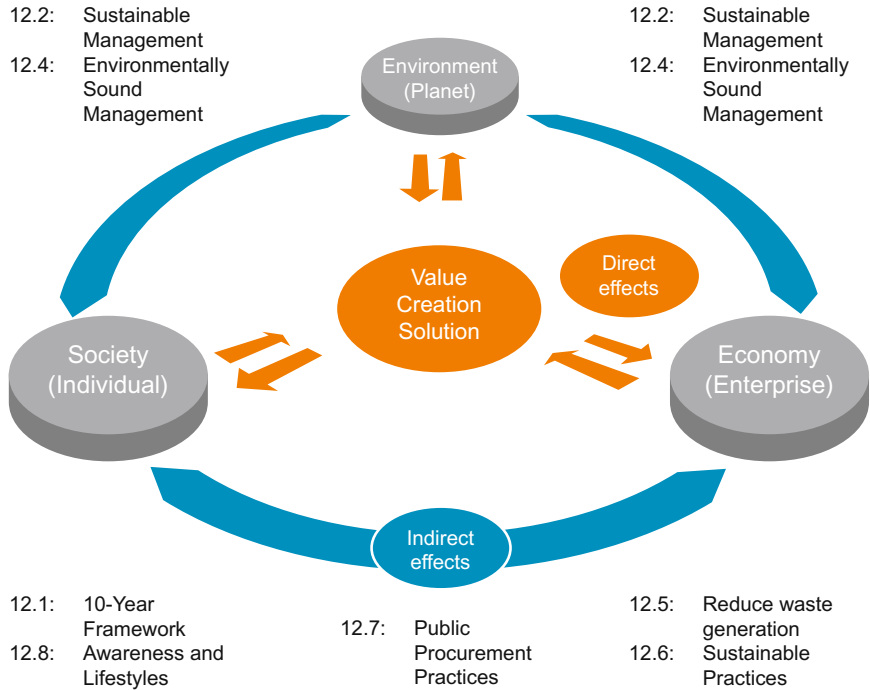 12.2: Sustainable
Management
12.4: Environmentally
Sound
Management
Environment
(Planet)
12.2: Sustainable
Management
12.4: Environmentally
Sound
Management
Value
Creation
Solution
Direct
effects
Society
(Individual)
Economy
(Enterprise)
Indirect
effects
12.1: 10-Year
Framework
12.8: Awareness and
Lifestyles
12.7: Public
Procurement
Practices
12.5: Reduce waste
generation
12.6: Sustainable
Practices